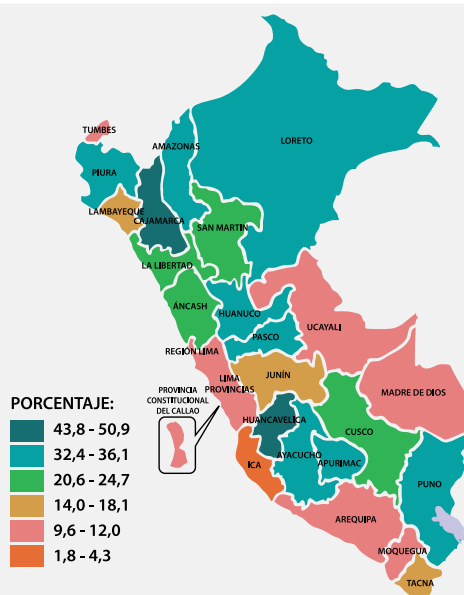 TUMBES
AMAZONAS
LORETO
PIURA
LAMBAYEQUE
CAJAMARCA
SAN MARTIN
LA LIBERTAD
ÁNCASH
HUANUCO
UCAYALI
PASCO
REGIÓN LIMA
LIMA
PROVINCIAS
JUNÍN
MADRE DE DIOS
PROVINCIA
CONSTITUCIONAL
DEL CALLAO
HUANCAVELICA
CUSCO
ICA
AYACUCHO
APURIMAC
PUNO
AREQUIPA
MOQUEGUA
TACNA
PORCENTAJE:
43,8 - 50,9
32,4 - 36,1
20,6 - 24,7
14,0 - 18,1
9,6 - 12,0
1,8 - 4,3